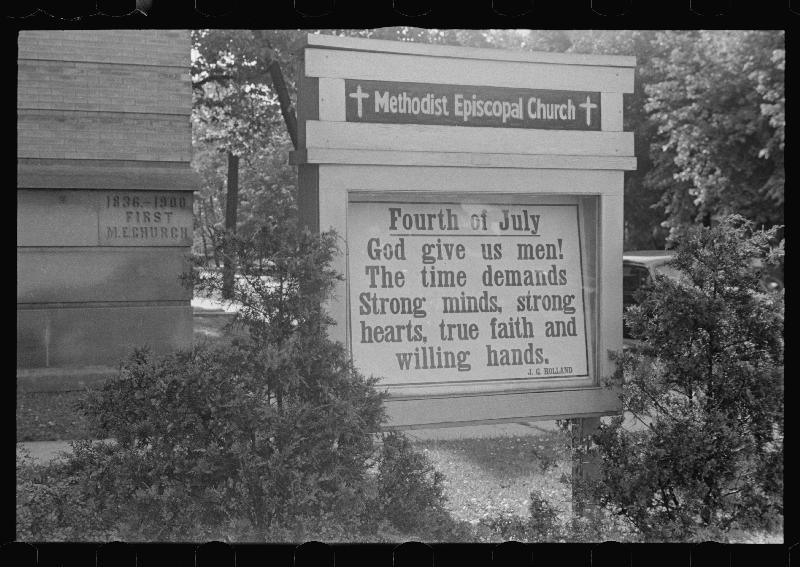 Methodist Episcopal Church
1836.-1900
FIRST
M.E.CHURCH
Fourth of July
God give us men!
The time demands
Strong minds, strong
hearts, true faith and
willing hands.
J. G. HOLLAND